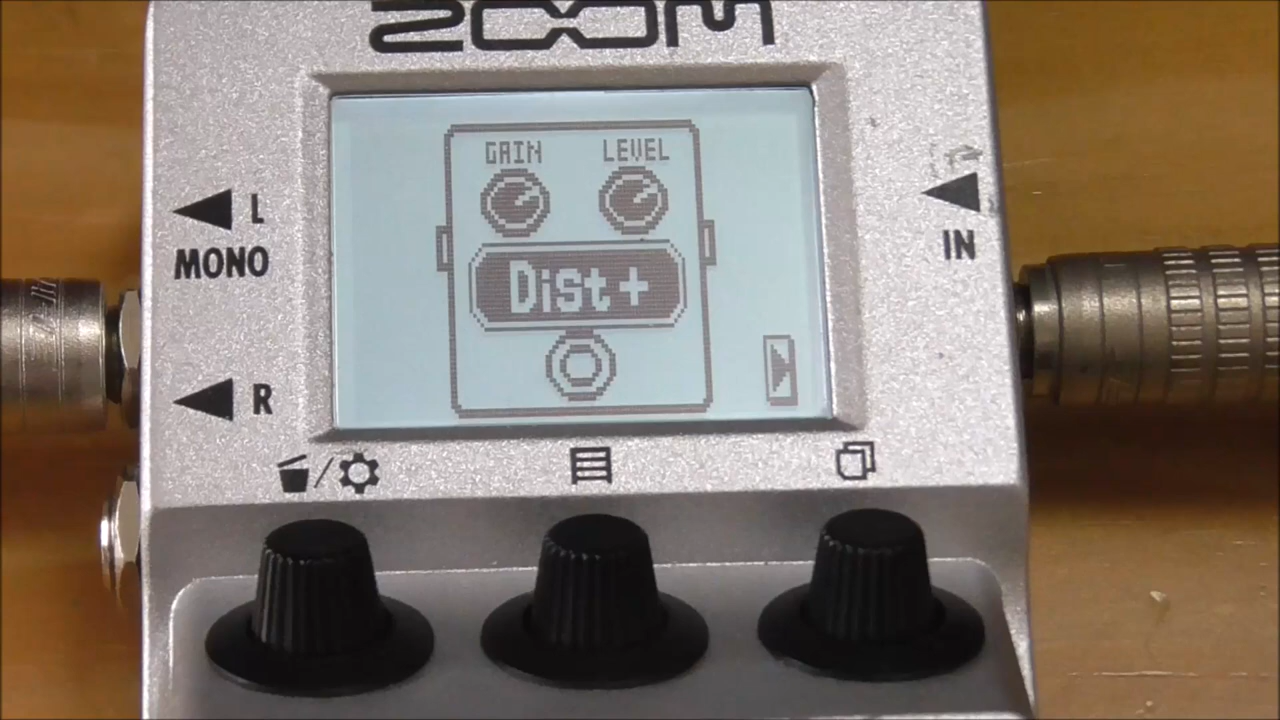 ZOOM
GAIN LEVEL
L
MONO
IN
Dist+
R